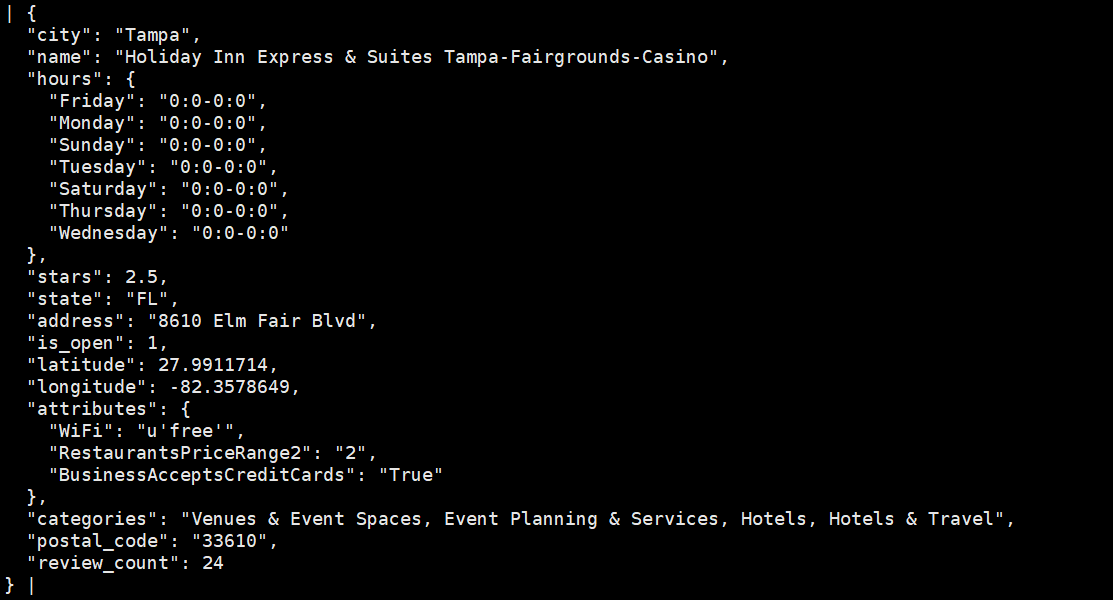 | {
  "city": "Tampa",
  "name": "Holiday Inn Express & Suites Tampa-Fairgrounds-Casino",
  "hours": {
    "Friday": "0:0-0:0",
    "Monday": "0:0-0:0",
    "Sunday": "0:0-0:0",
    "Tuesday": "0:0-0:0",
    "Saturday": "0:0-0:0",
    "Thursday": "0:0-0:0",
    "Wednesday": "0:0-0:0"
  },
  "stars": 2.5,
  "state": "FL",
  "address": "8610 Elm Fair Blvd",
  "is_open": 1,
  "latitude": 27.9911714,
  "longitude": -82.3578649,
  "attributes": {
    "WiFi": "u'free'",
    "RestaurantsPriceRange2": "2",
    "BusinessAcceptsCreditCards": "True"
  },
  "categories": "Venues & Event Spaces, Event Planning & Services, Hotels, Hotels & Travel",
  "postal_code": "33610",
  "review_count": 24
} |